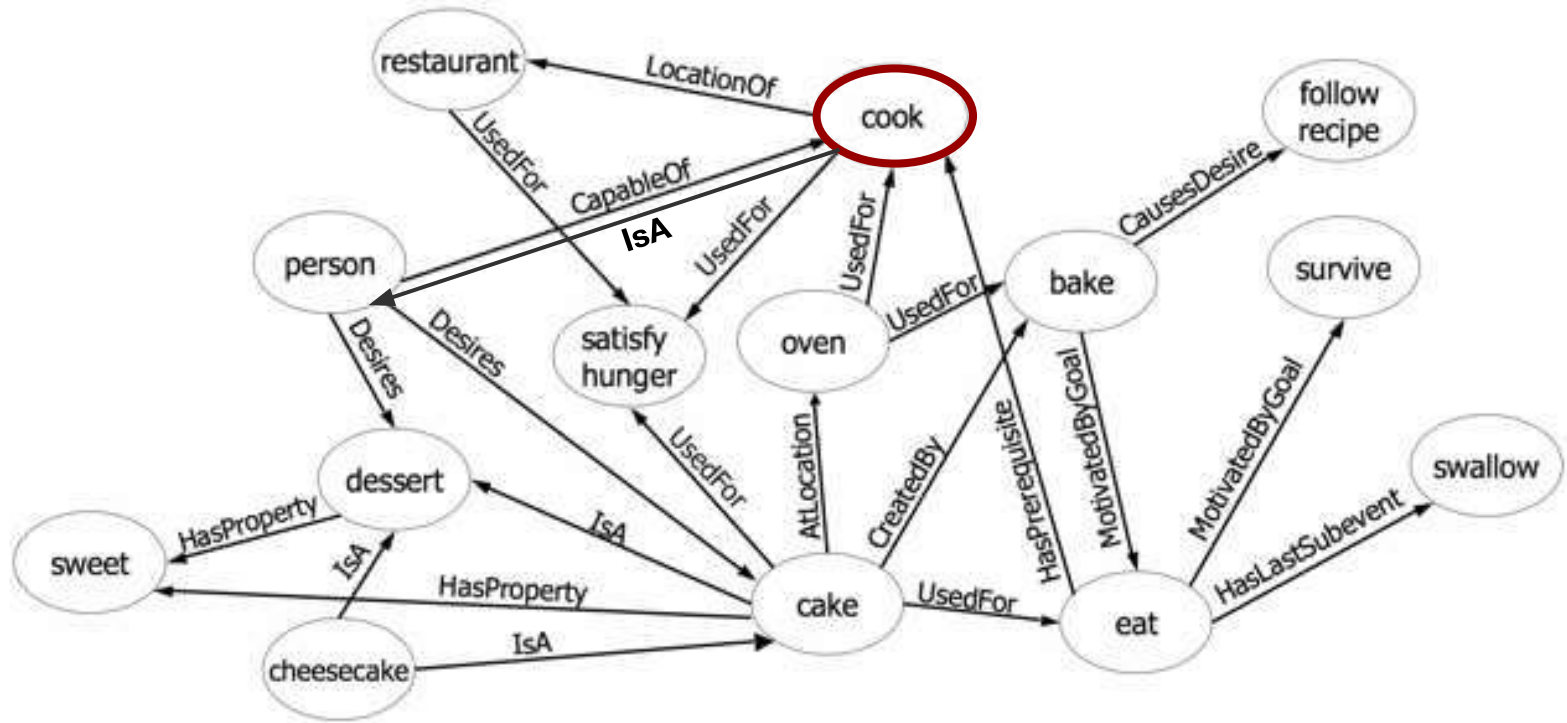 restaurant
LocationOf
cook
follow
recipe
UsedFor
CapableOf
IsA
UsedFor
UsedFor
CausesDesire
person
bake
survive
UsedFor
Desires
Desires
satisfy
hunger
oven
MotivatedByGoal
MotivatedByGoal
HasPrerequisite
UsedFor
AtLocation
CreatedBy
dessert
swallow
HasProperty
IsA
IsA
HasLastSubevent
sweet
HasProperty
cake
UsedFor
eat
cheesecake
IsA